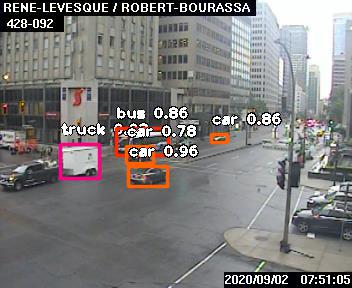 RENE-LEVESQUE / ROBERT-BOURASSA
428-092
bus 0.86
car 0.86
truck
car 0.78
car 0.96
2020/09/02 07:51:05